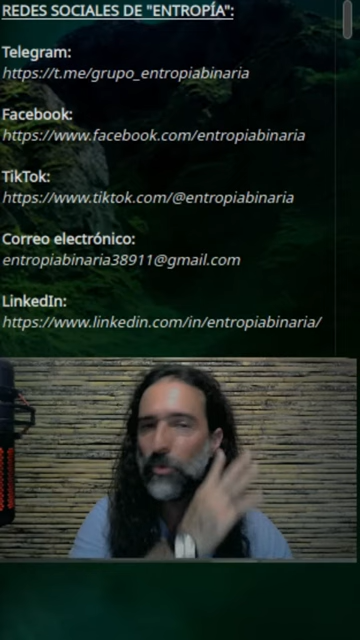 REDES SOCIALES DE "ENTROPÍA":
Telegram:
https://t.me/grupo_entropiabinaria
Facebook:
https://www.facebook.com/entropiabinaria
TikTok:
https://www.tiktok.com/@entropiabinaria
Correo electrónico:
entropiabinaria38911@gmail.com
LinkedIn:
https://www.linkedin.com/in/entropiabinaria/